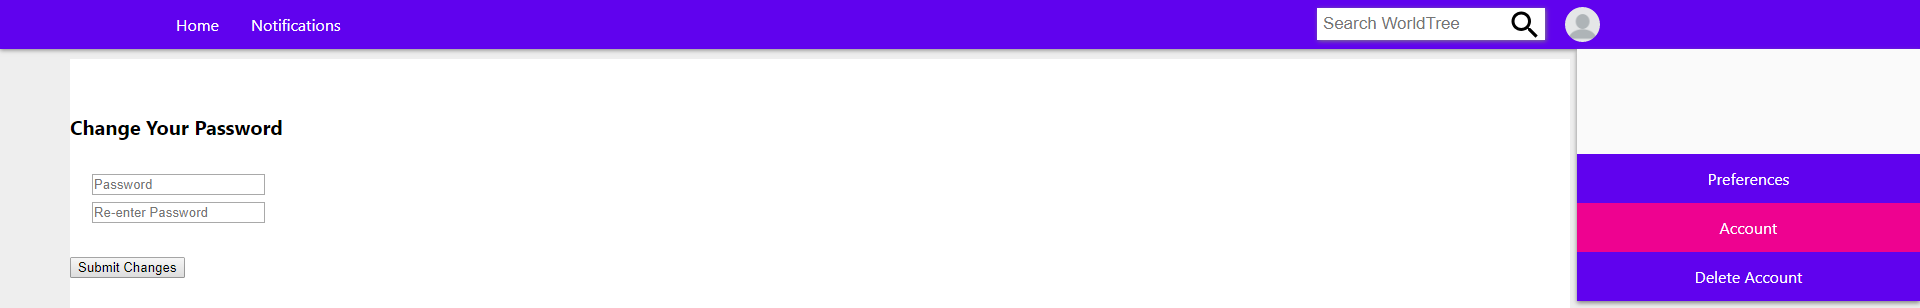 Home Notifications Search WorldTree
Change Your Password
Password
Re-enter Password
Submit Changes
Preferences
Account
Delete Account